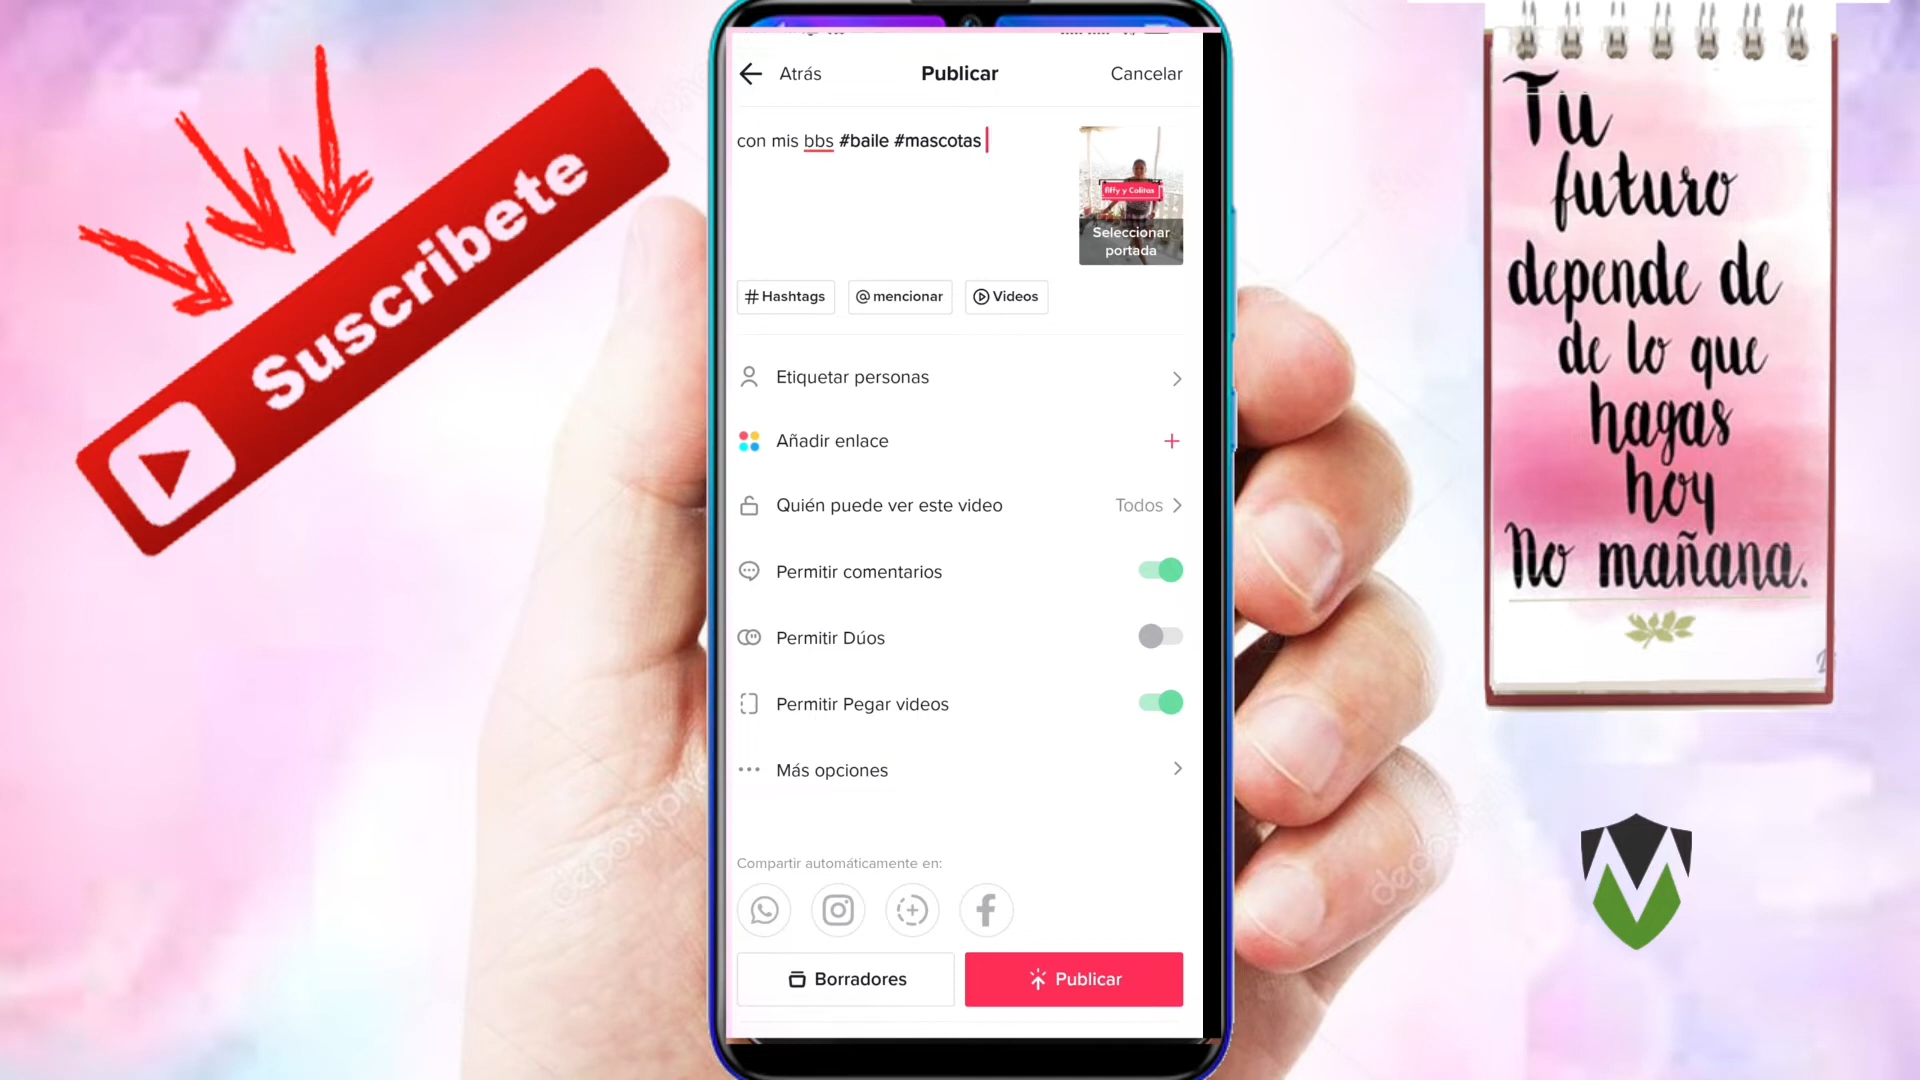 Suscribete
Atrás
Publicar
Cancelar
con mis bbs #baile #mascotas
fiffy y Colitas
Seleccionar
portada
# Hashtags
@ mencionar
Videos
Etiquetar personas
Añadir enlace
Quién puede ver este video
Todos
Permitir comentarios
Permitir Dúos
Permitir Pegar videos
Más opciones
Compartir automáticamente en:
Borradores
Publicar
Tu
futuro
depende de
de lo que
hagas
hoy
No mañana.